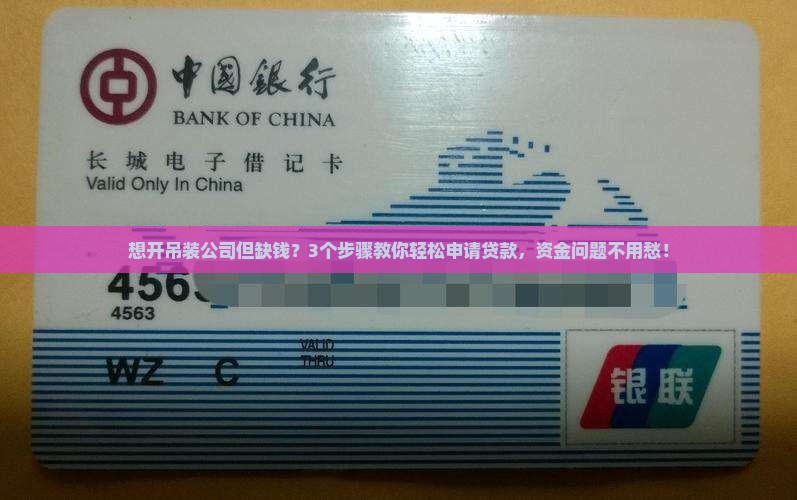 中國銀行
BANK OF CHINA
长城电子借记卡
Valid Only In China
想开吊装公司但缺钱？3个步骤教你轻松申请贷款，资金问题不用愁！
456
4563
VALID
THRU
WZ C
银联